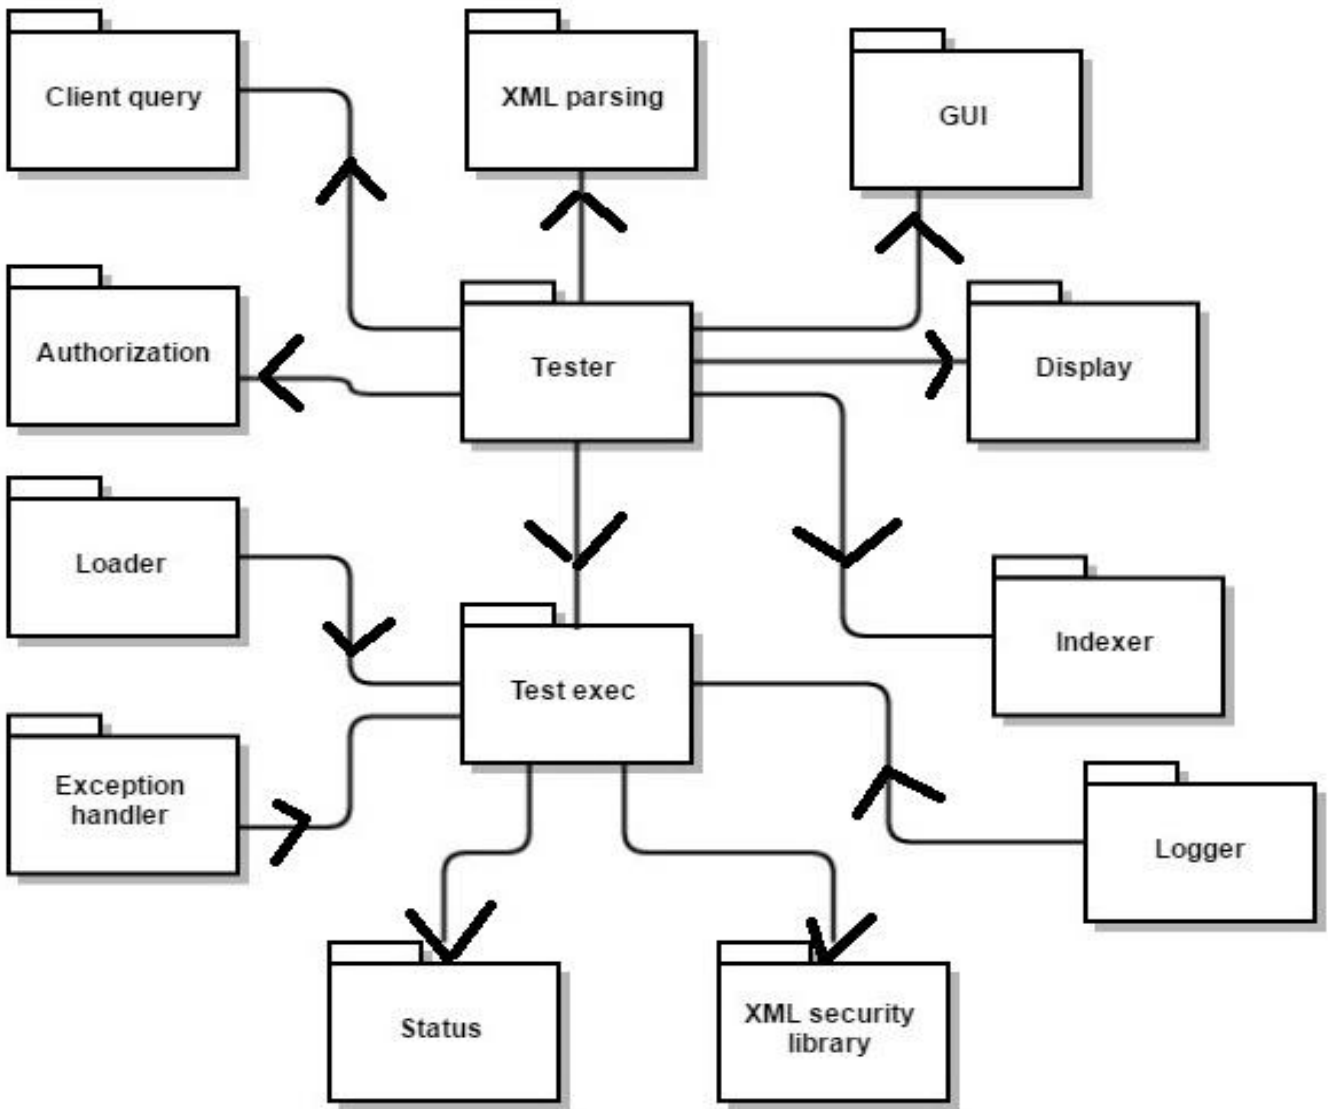 Client query
XML parsing
GUI
Authorization
Tester
Display
Loader
Test exec
Indexer
Exception
handler
Logger
Status
XML security
library